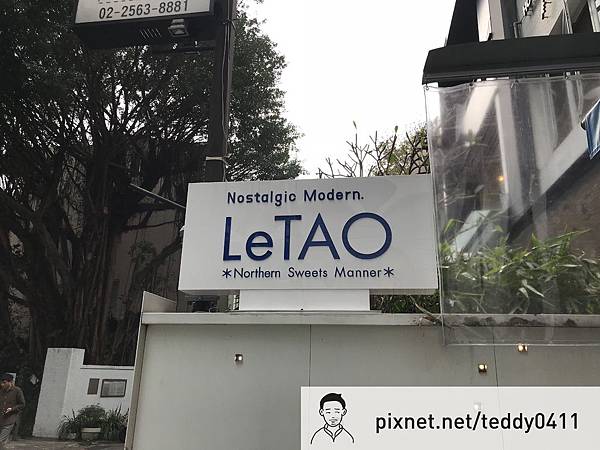 02-2563-8881
Nostalgic Modern.
LeTAO
*Northern Sweets Manner*
pixnet.net/teddy0411